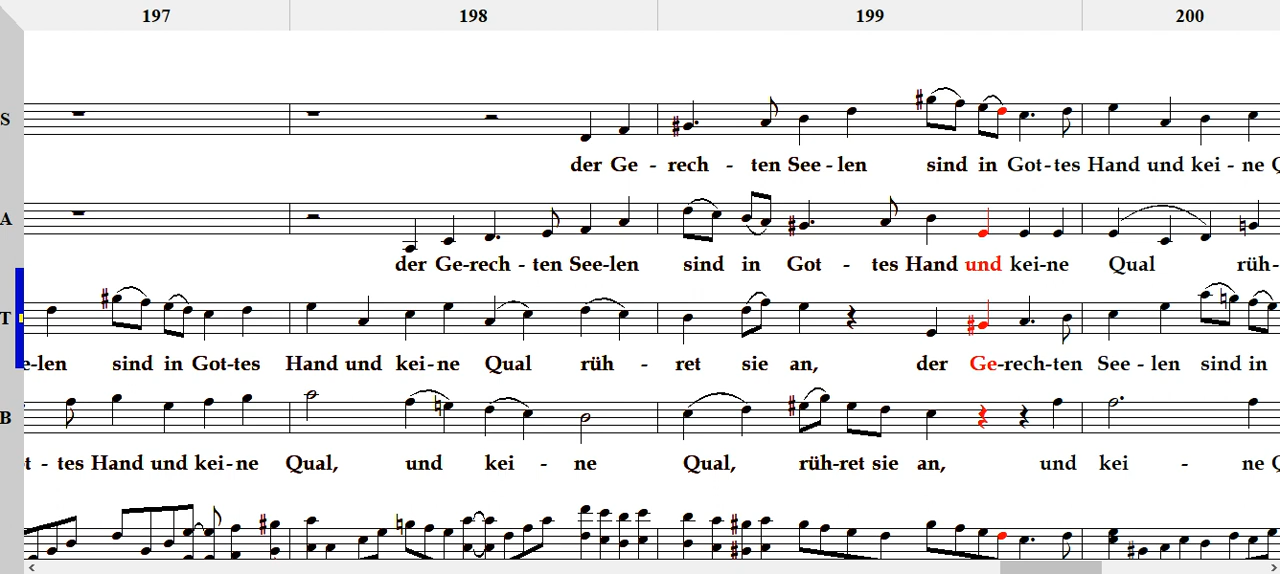 197 198 199 200
S
der Ge - rech - ten See - len sind in Got - tes Hand und kei - ne Q
A
der Ge - rech - ten See - len sind in Got - tes Hand und kei - ne Qual rüh -
T
e - len sind in Got - tes Hand und kei - ne Qual rüh - ret sie an, der Ge - rech - ten See - len sind in
B
t - tes Hand und kei - ne Qual, und kei - ne Qual, rüh - ret sie an, und kei - ne Q